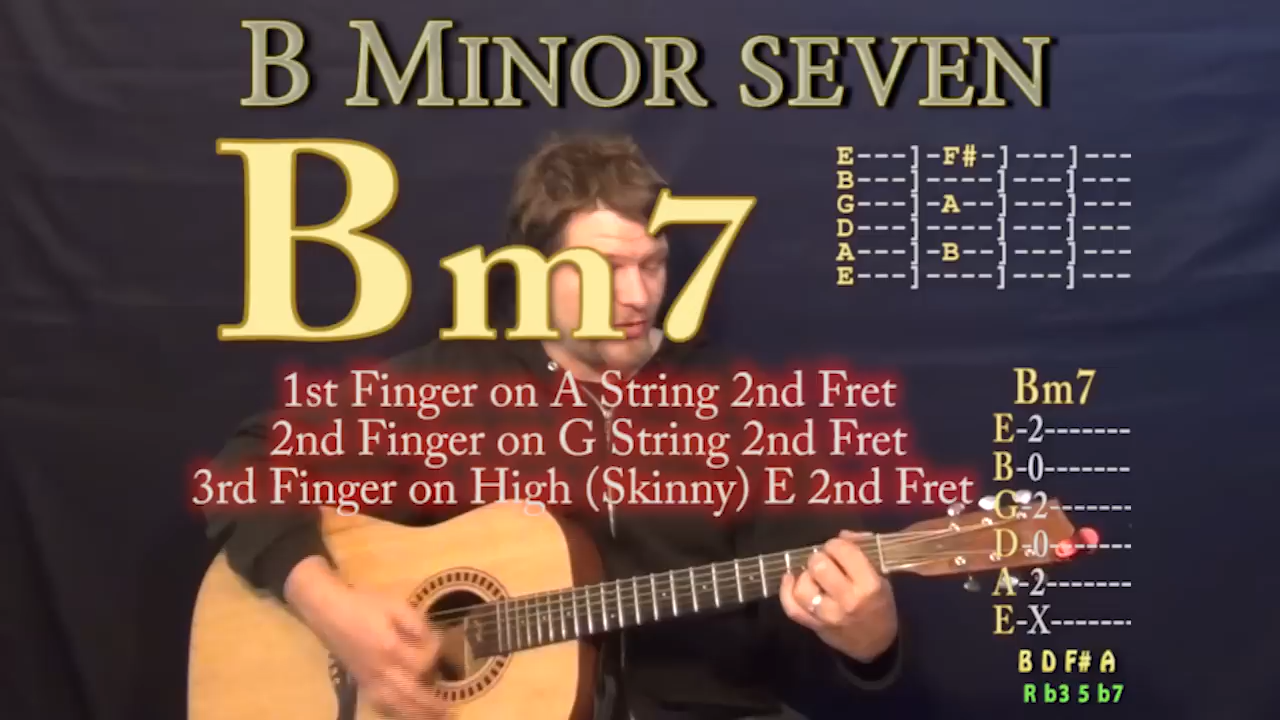 B MINOR SEVEN
Bm7
E---]-F#-]---]---
B---]----]---]---
G---]-A--]---]---
D---]----]---]---
A---]-B--]---]---
E---]----]---]---
1st Finger on A String 2nd Fret
2nd Finger on G String 2nd Fret
3rd Finger on High (Skinny) E 2nd Fret
Bm7
E-2-------
B-0-------
G-2-------
D-0-------
A-2-------
E-X-------
B D F# A
R b3 5 b7